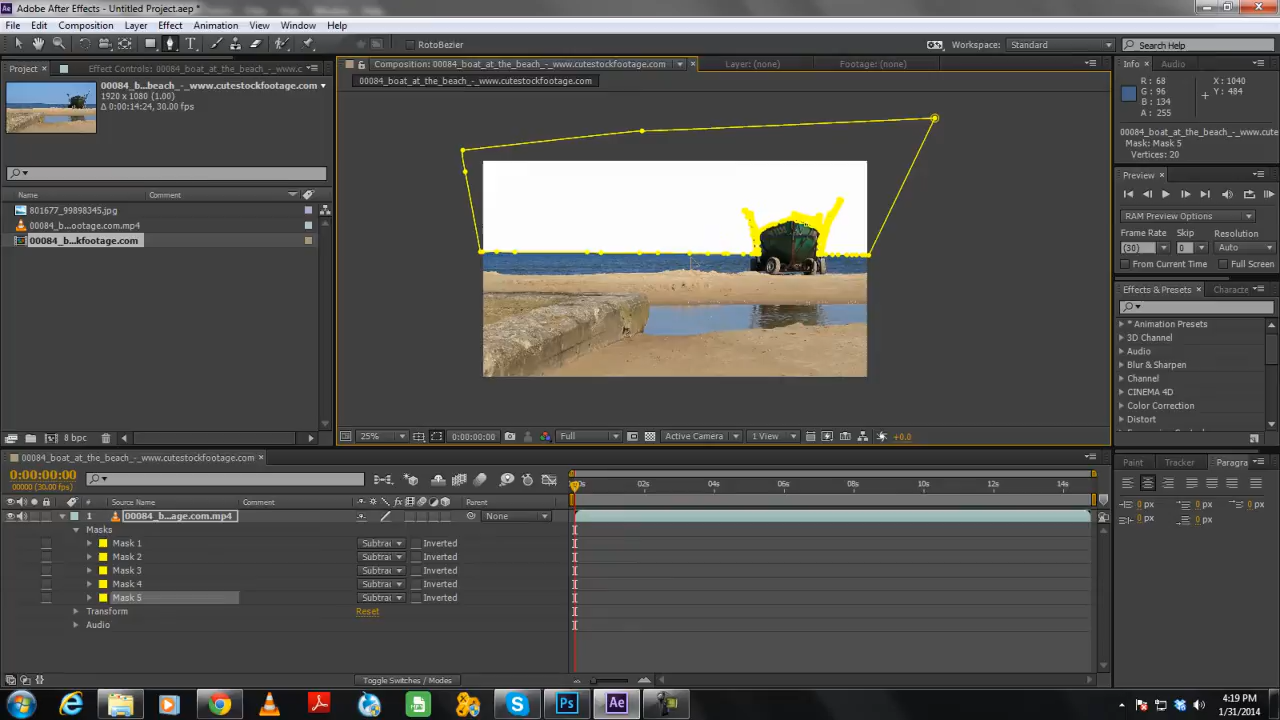 Adobe After Effects - Untitled Project.aep *
File Edit Composition Layer Effect Animation View Window Help
RotoBezier
Workspace: Standard
Search Help
Project
Effect Controls: 00084_boat_at_the_beach_-_www.c
Composition: 00084_boat_at_the_beach_-_www.cutestockfootage.com
Layer: (none)
Footage: (none)
Info
Audio
00084_boat_at_the_beach_-_www.cutestockfootage.com
00084_b...beach_-_www.cutestockfootage.com
1920 x 1080 (1.00)
Δ 0:00:14:24, 30.00 fps
R : 68
G : 96
B : 134
A : 255
X : 1040
Y : 484
00084_boat_at_the_beach_-_www.cute
Mask: Mask 5
Vertices: 20
Preview
Name
Comment
801677_99898345.jpg
00084_b...ootage.com.mp4
00084_b...kfootage.com
RAM Preview Options
Frame Rate Skip Resolution
(30) 0 Auto
From Current Time Full Screen
Effects & Presets
Characte
* Animation Presets
3D Channel
Audio
Blur & Sharpen
Channel
CINEMA 4D
Color Correction
Distort
8 bpc
25%
0:00:00:00
Full
Active Camera
1 View
+0.0
00084_boat_at_the_beach_-_www.cutestockfootage.com
Paint
Tracker
Paragra
0:00:00:00
00000 (30.00 fps)
02s 04s 06s 08s 10s 12s 14s
# Source Name Comment Parent
1 00084_b...age.com.mp4 None
Masks
Mask 1 Subtrac Inverted
Mask 2 Subtrac Inverted
Mask 3 Subtrac Inverted
Mask 4 Subtrac Inverted
Mask 5 Subtrac Inverted
Transform Reset
Audio
0 px 0 px 0 px
0 px 0 px
Toggle Switches / Modes
4:19 PM
1/31/2014